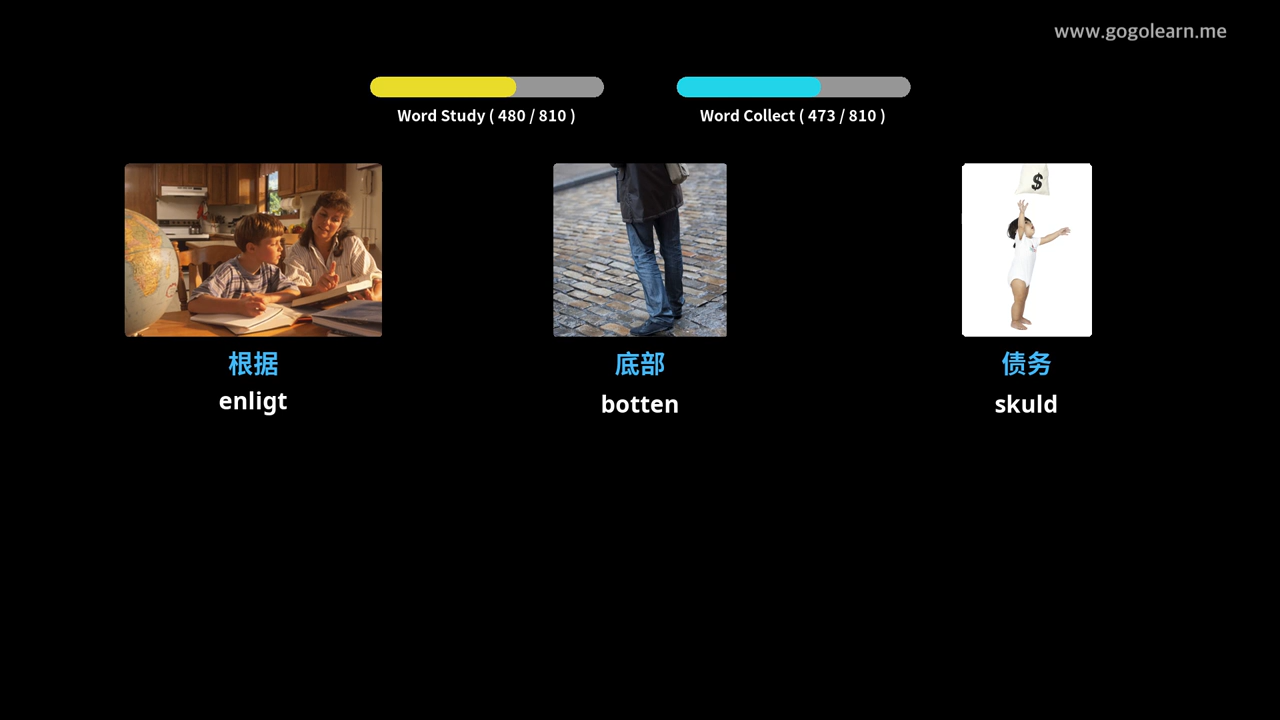 www.gogolearn.me
Word Study ( 480 / 810 )
Word Collect ( 473 / 810 )
$
根据
底部
债务
enligt
botten
skuld